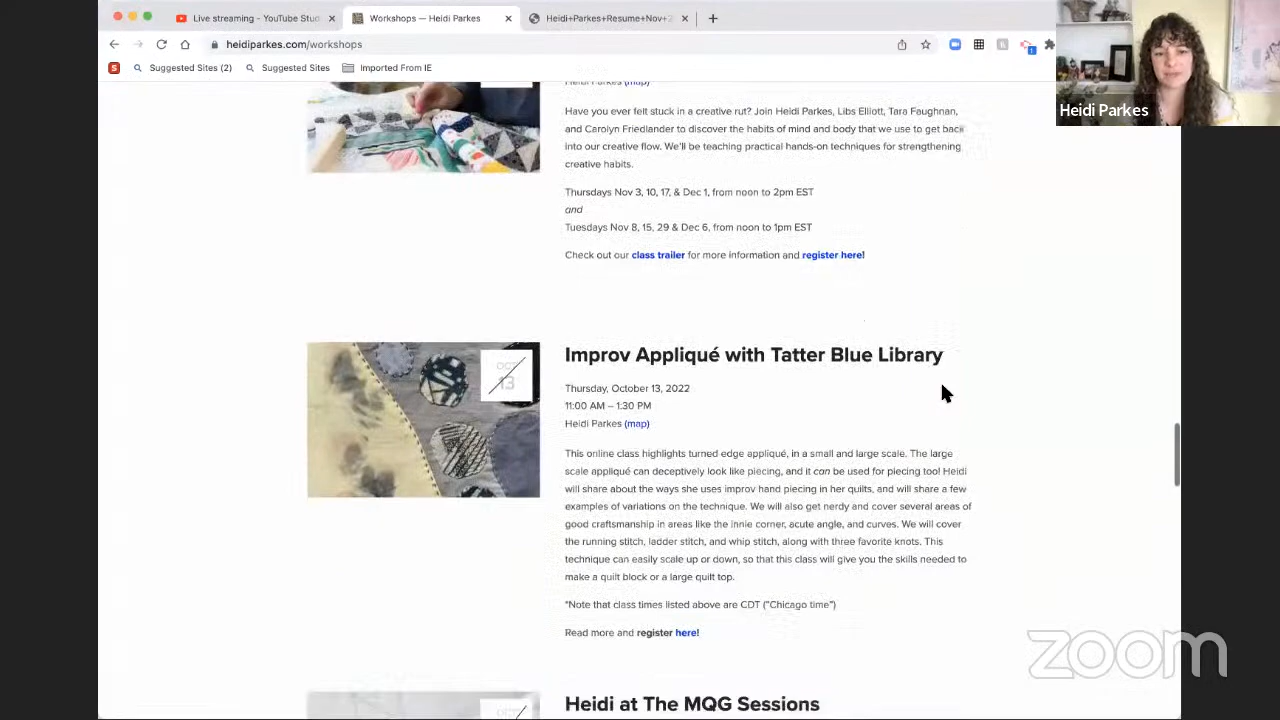 Live streaming - YouTube Stud
Workshops — Heidi Parkes
Heidi+Parkes+Resume+Nov+2
heidiparkes.com/workshops
Suggested Sites (2)
Suggested Sites
Imported From IE
Heidi Parkes
Heidi Parkes (map)
Have you ever felt stuck in a creative rut? Join Heidi Parkes, Libs Elliott, Tara Faughnan,
and Carolyn Friedlander to discover the habits of mind and body that we use to get back
into our creative flow. We'll be teaching practical hands-on techniques for strengthening
creative habits.
Thursdays Nov 3, 10, 17, & Dec 1, from noon to 2pm EST
and
Tuesdays Nov 8, 15, 29 & Dec 6, from noon to 1pm EST
Check out our class trailer for more information and register here!
OCT
13
Improv Appliqué with Tatter Blue Library
Thursday, October 13, 2022
11:00 AM – 1:30 PM
Heidi Parkes (map)
This online class highlights turned edge appliqué, in a small and large scale. The large
scale appliqué can deceptively look like piecing, and it can be used for piecing too! Heidi
will share about the ways she uses improv hand piecing in her quilts, and will share a few
examples of variations on the technique. We will also get nerdy and cover several areas of
good craftsmanship in areas like the innie corner, acute angle, and curves. We will cover
the running stitch, ladder stitch, and whip stitch, along with three favorite knots. This
technique can easily scale up or down, so that this class will give you the skills needed to
make a quilt block or a large quilt top.
*Note that class times listed above are CDT ("Chicago time")
Read more and register here!
zoom
OCT
Heidi at The MQG Sessions